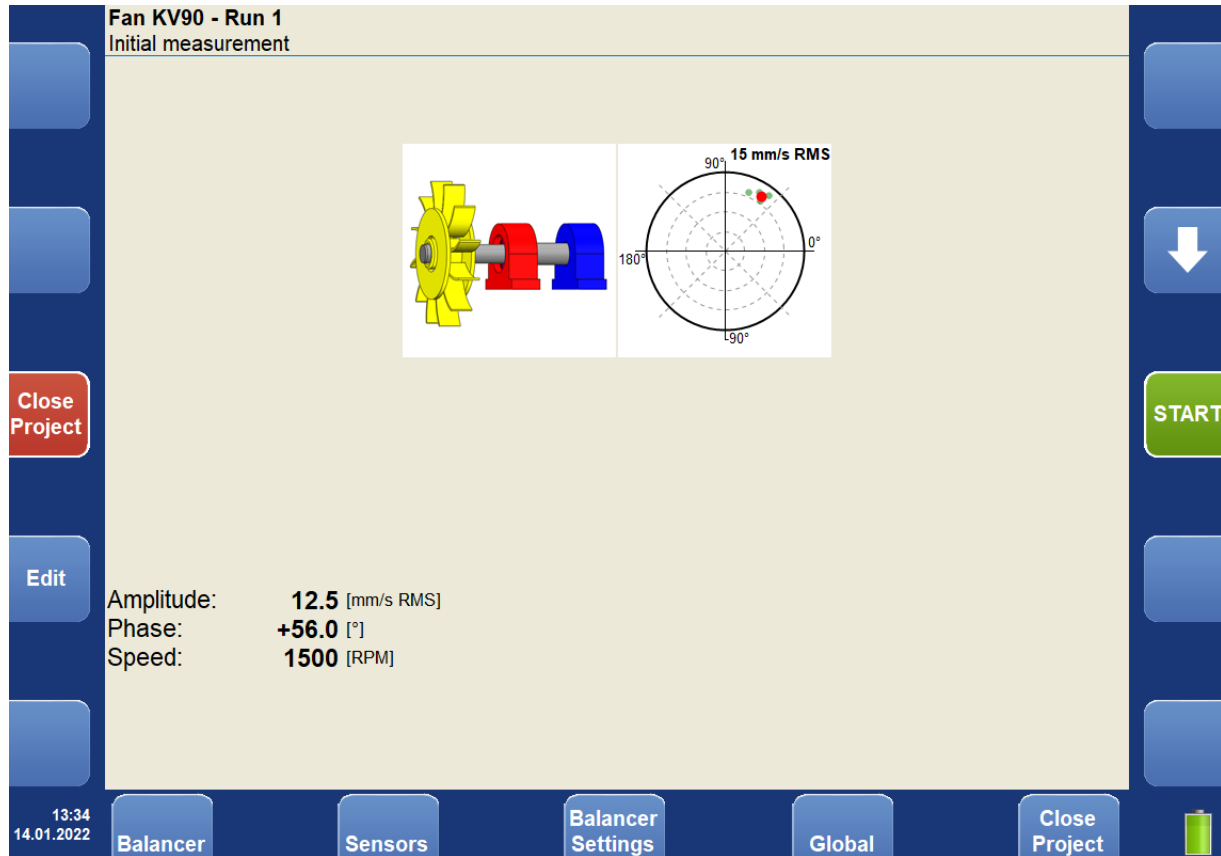 Fan KV90 - Run 1
Initial measurement
15 mm/s RMS
90°
0°
180°
-90°
Close
Project
START
Edit
Amplitude: 12.5 [mm/s RMS]
Phase: +56.0 [°]
Speed: 1500 [RPM]
13:34
14.01.2022
Balancer
Sensors
Balancer
Settings
Global
Close
Project